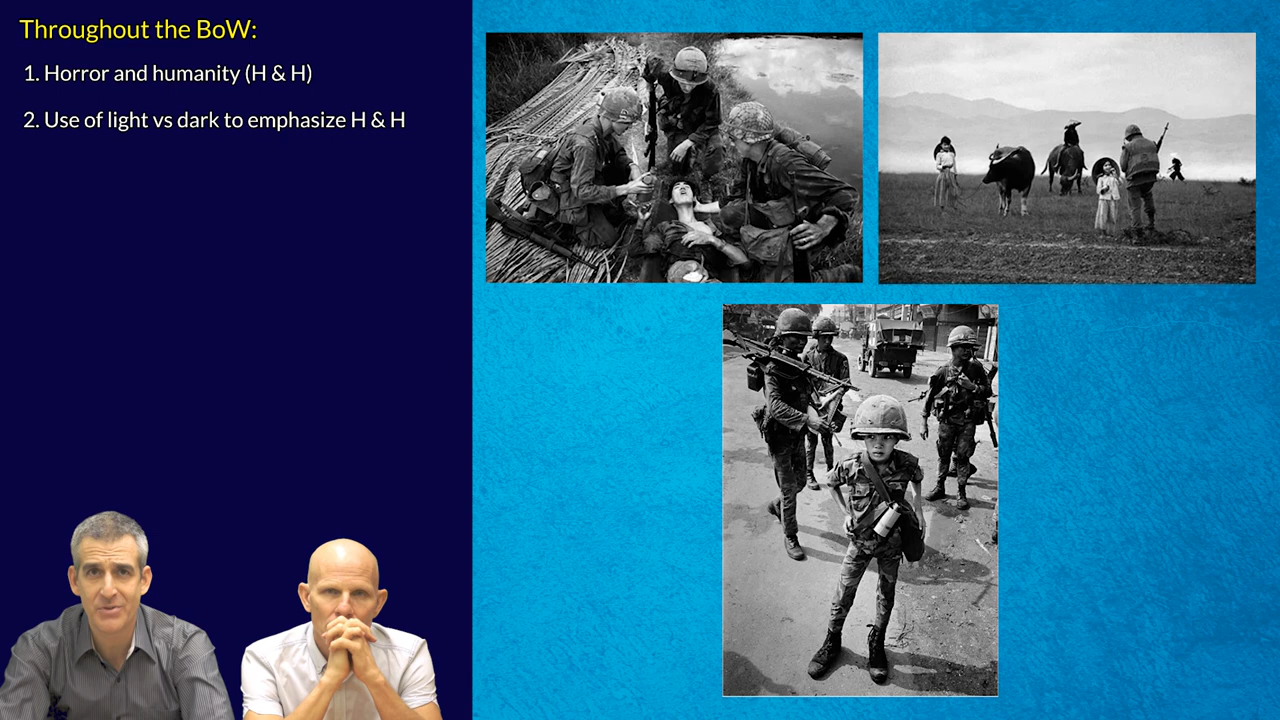 Throughout the BoW:
1. Horror and humanity (H & H)
2. Use of light vs dark to emphasize H & H